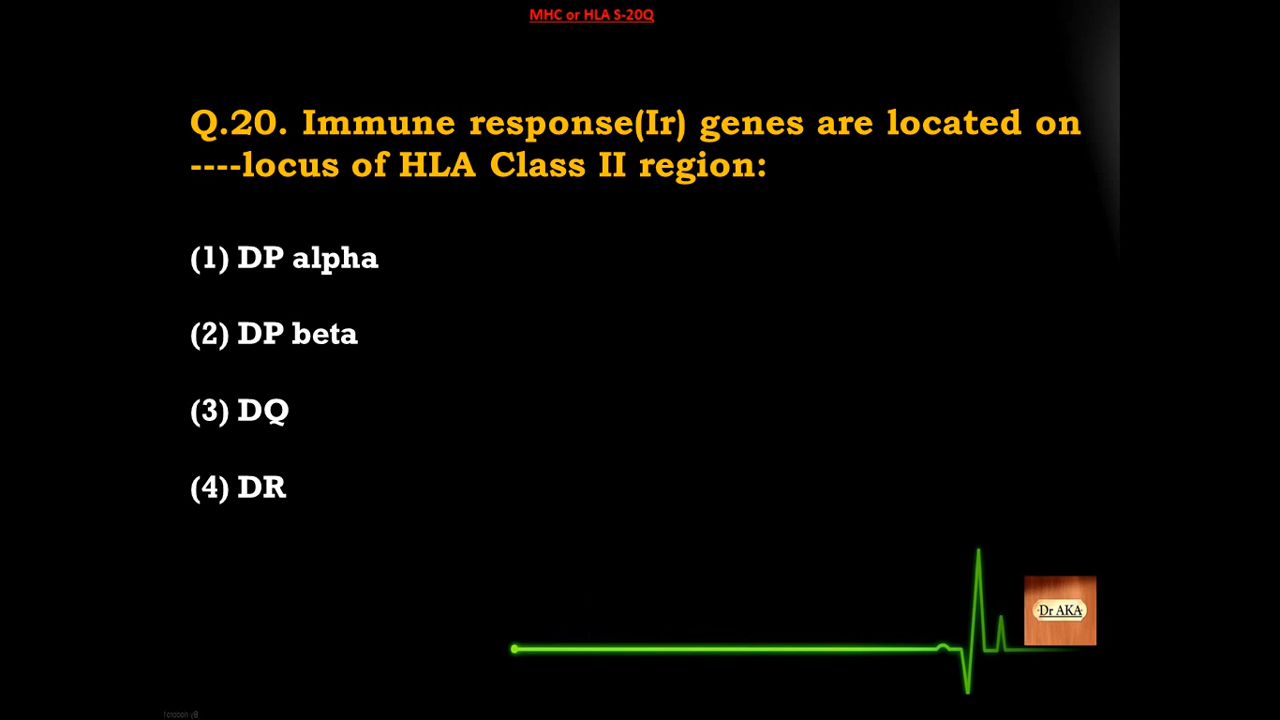 MHC or HLA S-20Q
Q.20. Immune response(Ir) genes are located on
----locus of HLA Class II region:
(1) DP alpha
(2) DP beta
(3) DQ
(4) DR
Dr AKA